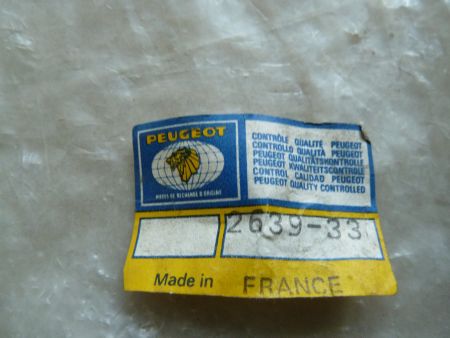 PEUGEOT
PIECES DE RECHANGE D'ORIGINE
CONTRÔLE QUALITÉ PEUGEOT
CONTROLLO QUALITÀ PEUGEOT
PEUGEOT QUALITÄTSKONTROLLE
PEUGEOT KWALITEITSCONTRÔLE
CONTROL CALIDAD PEUGEOT
PEUGEOT QUALITY CONTROLLED
2639-33
Made in FRANCE